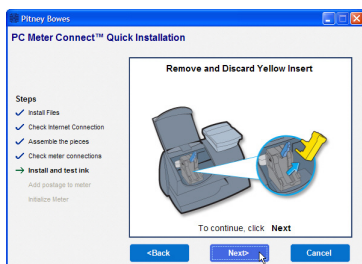 Pitney Bowes
PC Meter Connect™ Quick Installation
Remove and Discard Yellow Insert
Steps
Install Files
Check Internet Connection
Assemble the pieces
Check meter connections
Install and test ink
Add postage to meter
Initialize Meter
To continue, click Next
<Back
Next>
Cancel